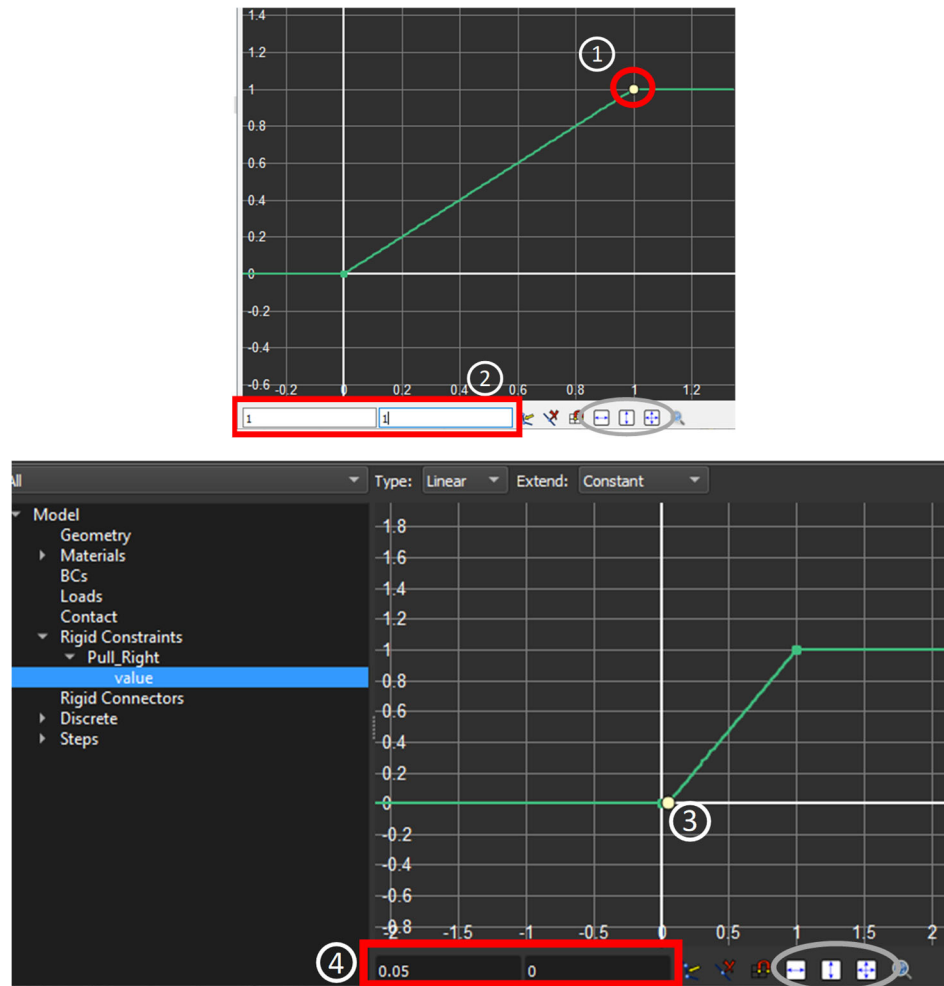 1.4
1.2
①
1
0.8
0.6
0.4
0.2
0
-0.2
-0.4
②
-0.6 -0.2 0 0.2 0.4 0.6 0.8 1 1.2
1 1
All Type: Linear Extend: Constant
Model
Geometry
Materials
BCs
Loads
Contact
Rigid Constraints
Pull_Right
value
Rigid Connectors
Discrete
Steps
1.8
1.6
1.4
1.2
1
0.8
0.6
0.4
0.2
0
③
-0.2
-0.4
-0.6
-0.8
-2 -1.5 -1 -0.5 0 0.5 1 1.5 2
④ 0.05 0